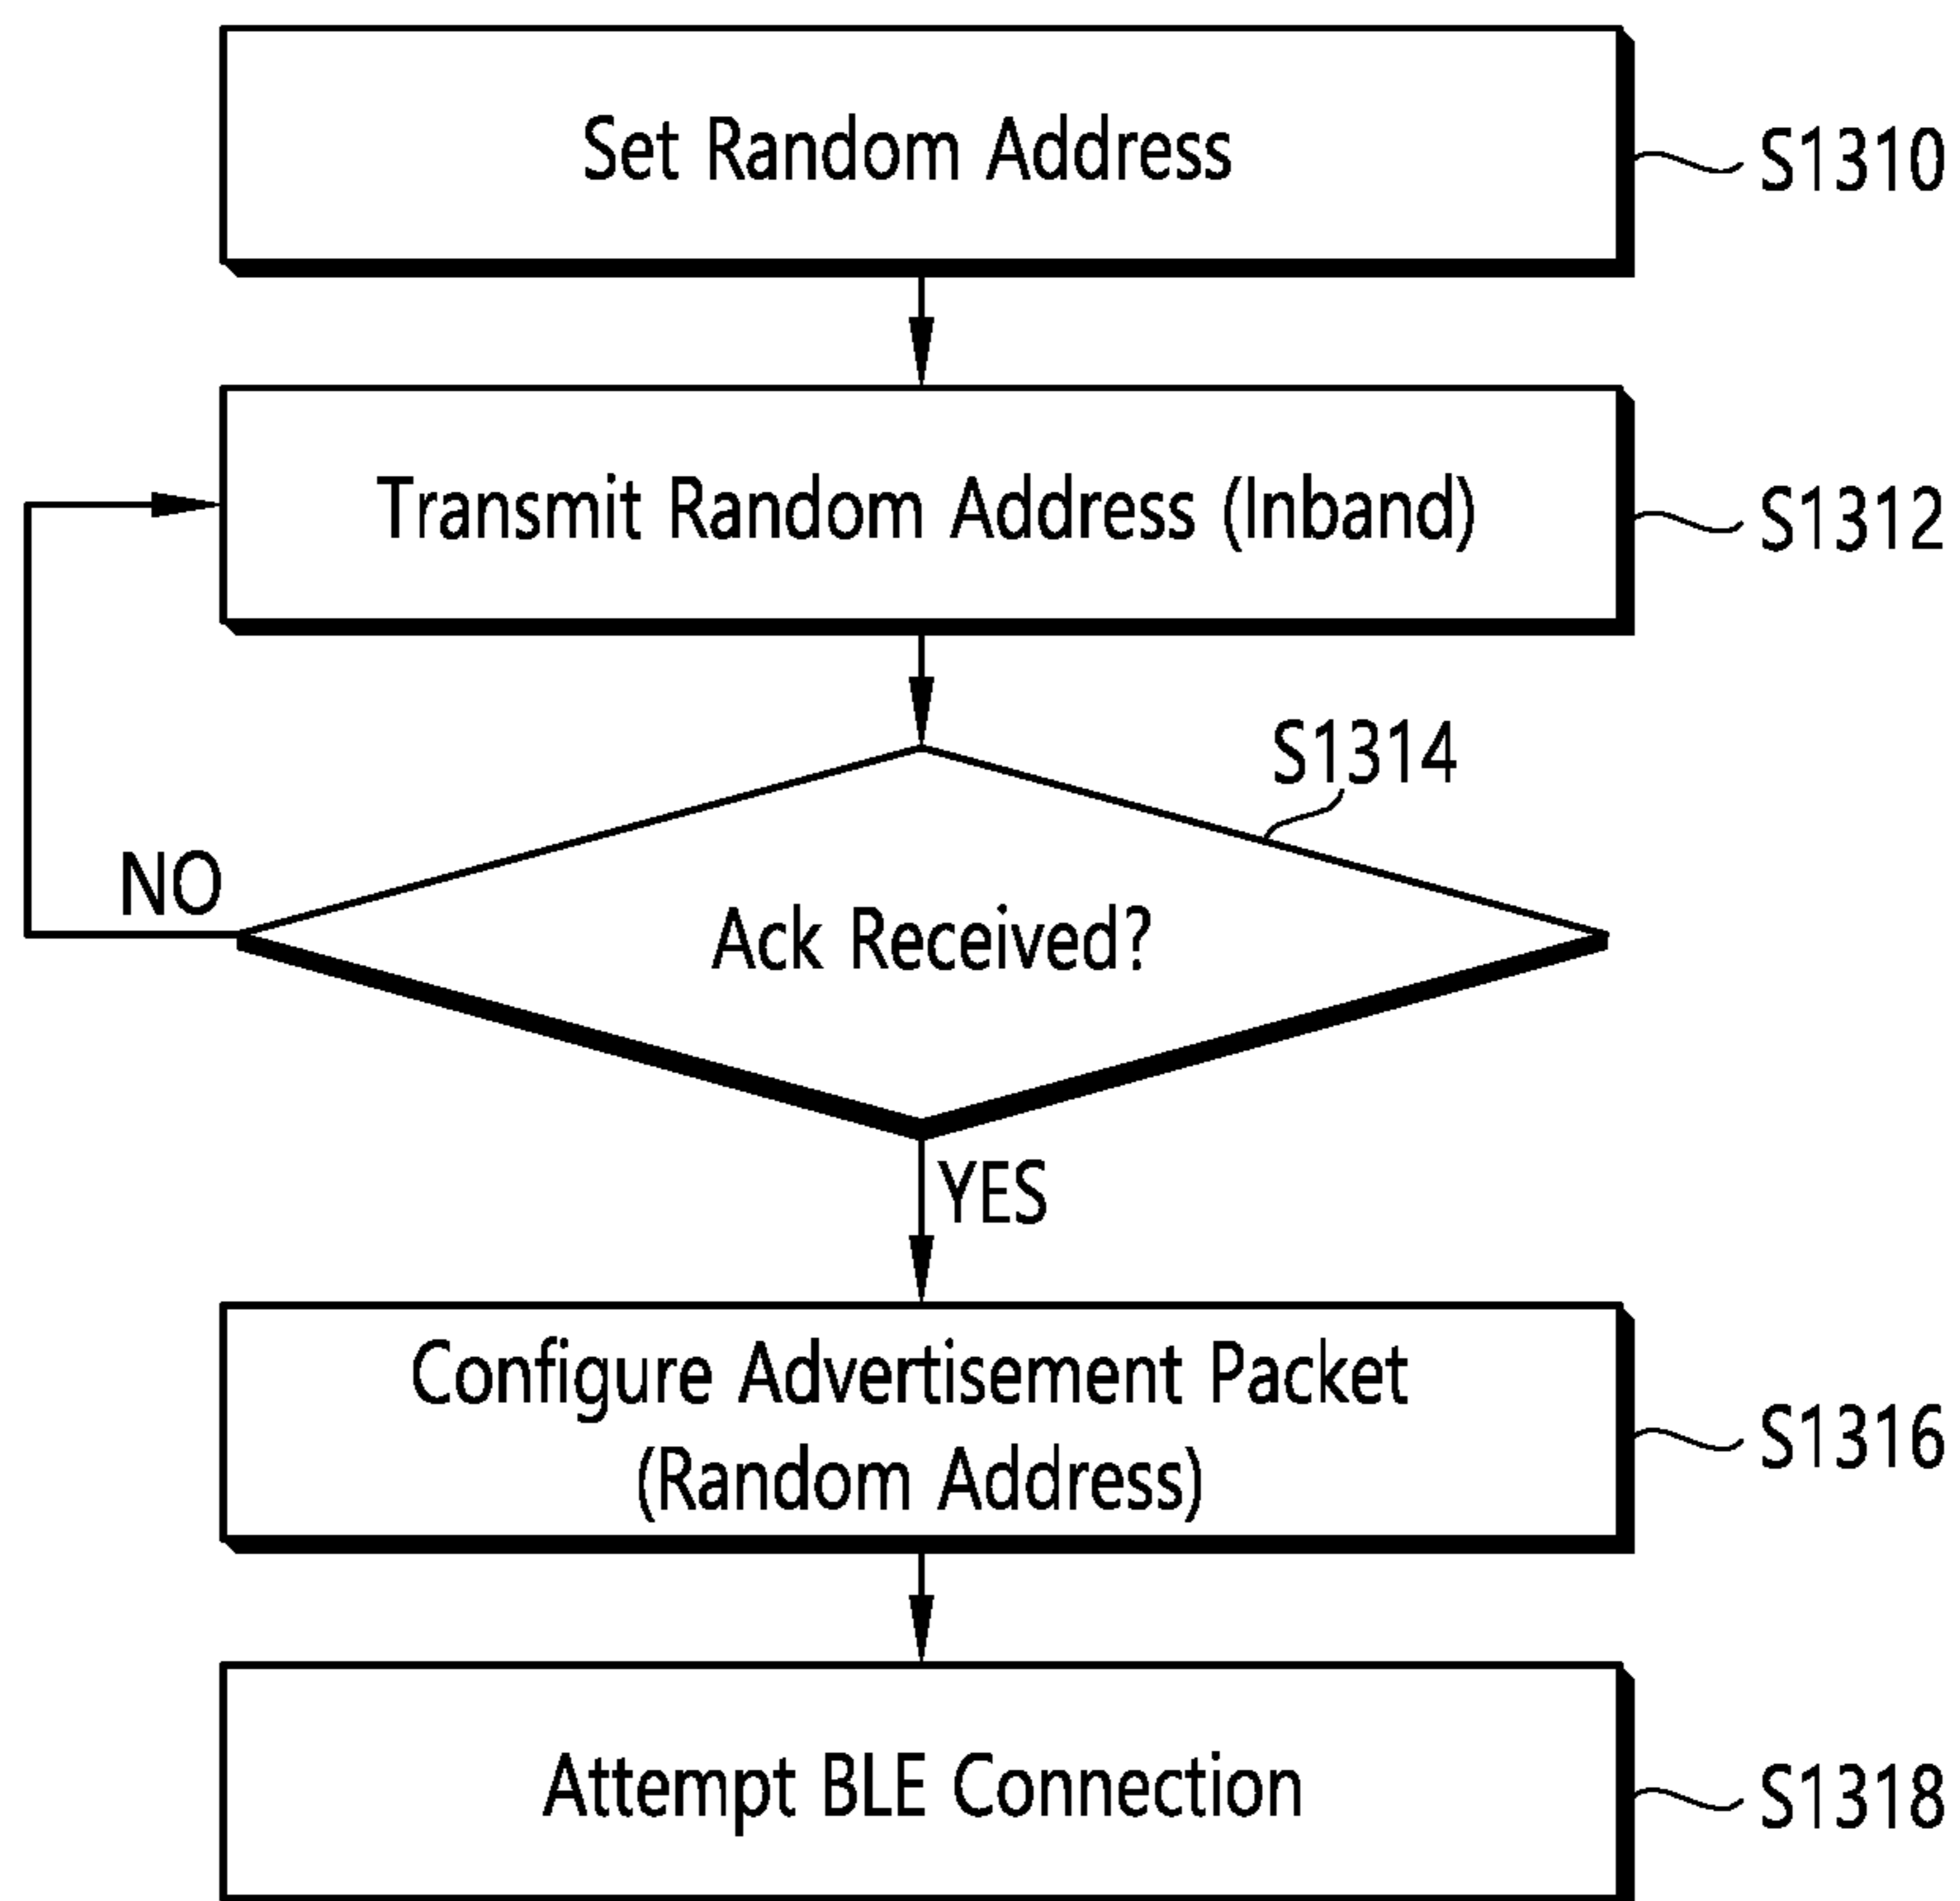 Set Random Address
S1310
Transmit Random Address (Inband)
S1312
S1314
NO
Ack Received?
YES
Configure Advertisement Packet
(Random Address)
S1316
Attempt BLE Connection
S1318